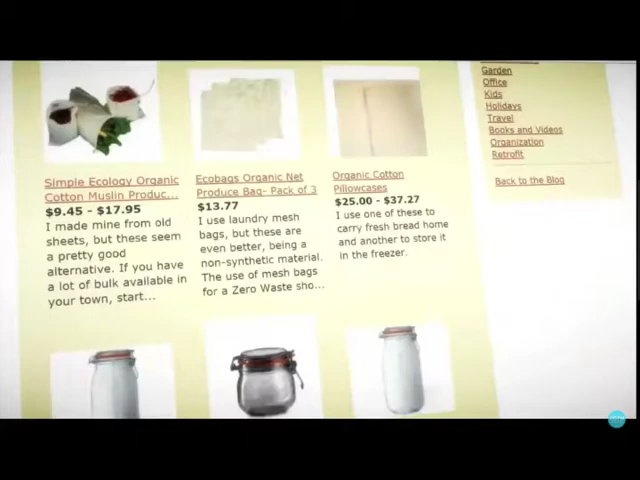 Simple Ecology Organic
Cotton Muslin Produc...
$9.45 - $17.95
I made mine from old
sheets, but these seem
a pretty good
alternative. If you have
a lot of bulk available in
your town, start...
Ecobags Organic Net
Produce Bag- Pack of 3
$13.77
I use laundry mesh
bags, but these are
even better, being a
non-synthetic material.
The use of mesh bags
for a Zero Waste sho...
Organic Cotton
Pillowcases
$25.00 - $37.27
I use one of these to
carry fresh bread home
and another to store it
in the freezer.
Garden
Office
Kids
Holidays
Travel
Books and Videos
Organization
Retrofit
Back to the Blog